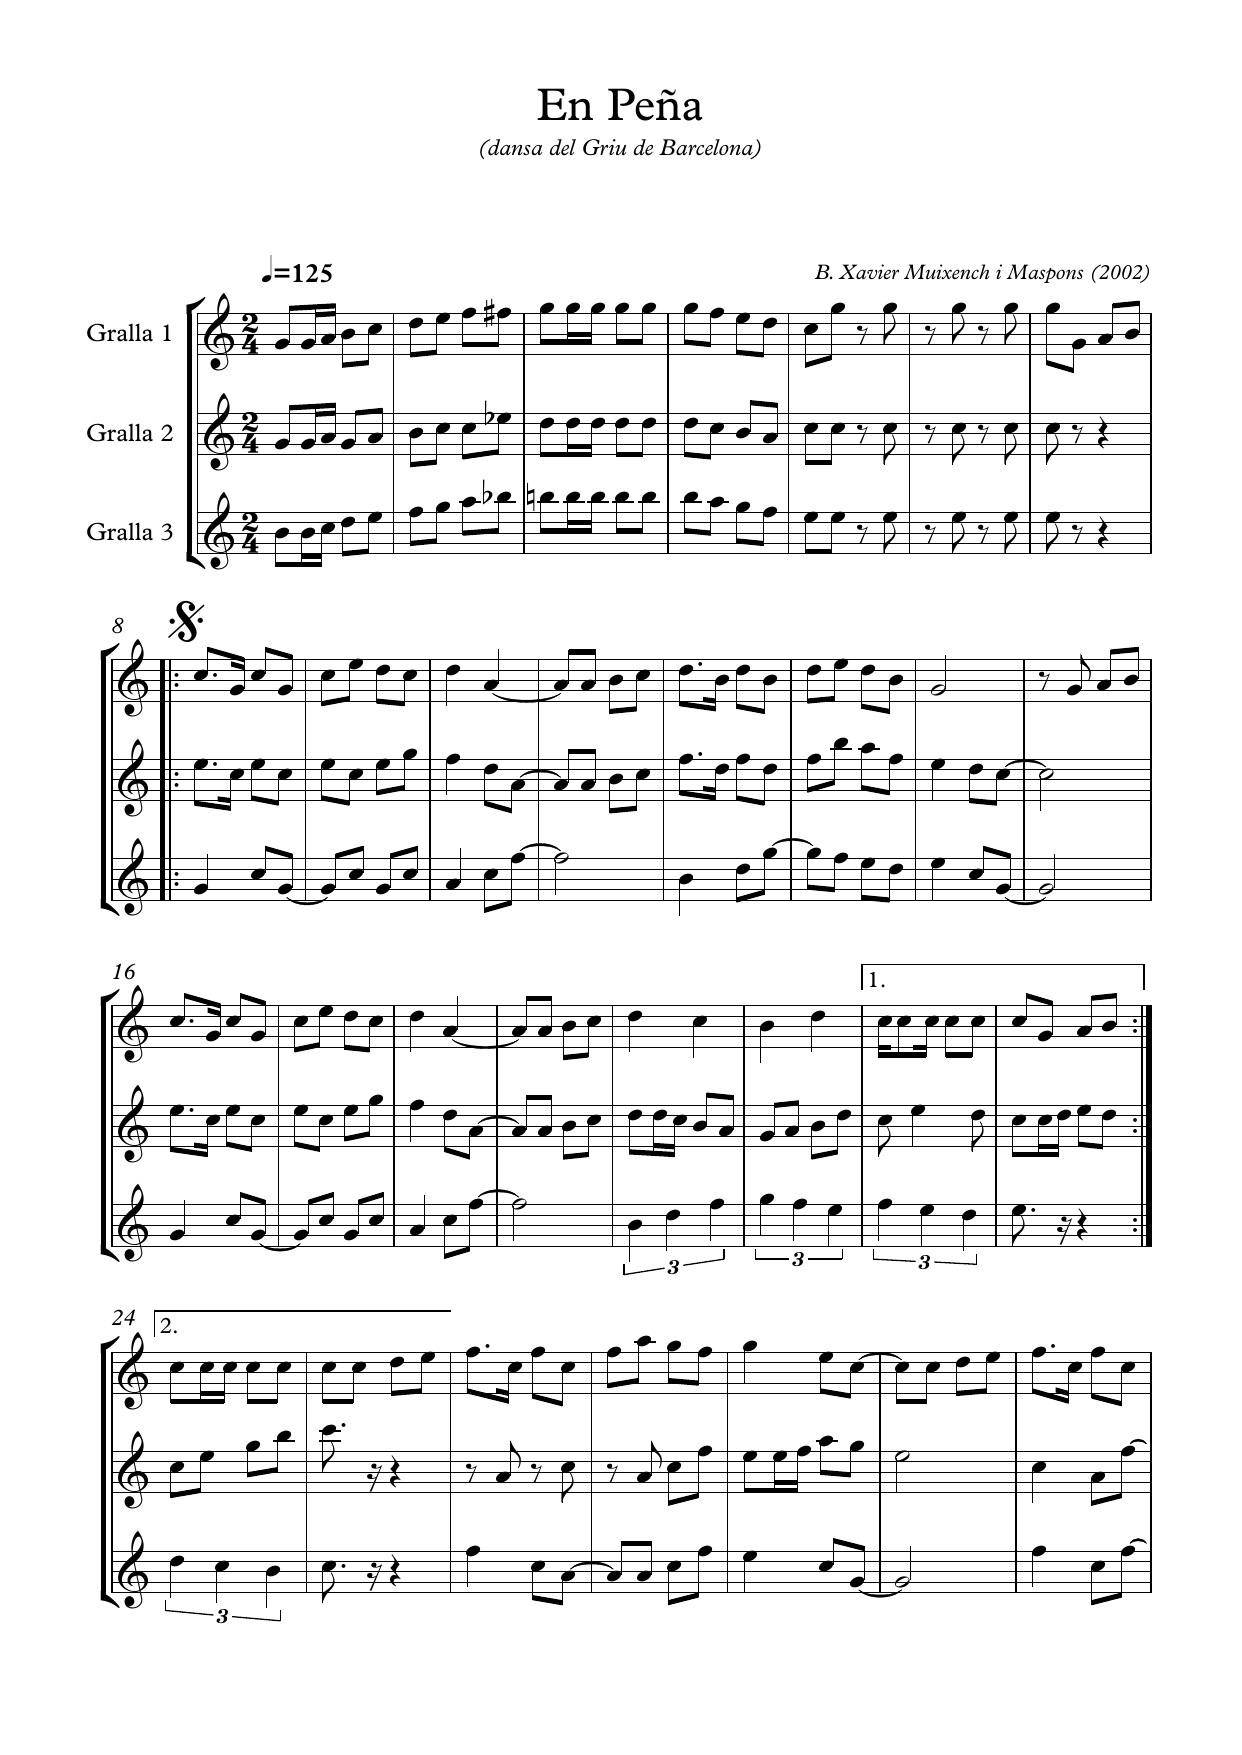 En Peña
(dansa del Griu de Barcelona)
♩=125
B. Xavier Muixench i Maspons (2002)
Gralla 1
Gralla 2
Gralla 3
8
16
1.
3 3 3
24
2.
3